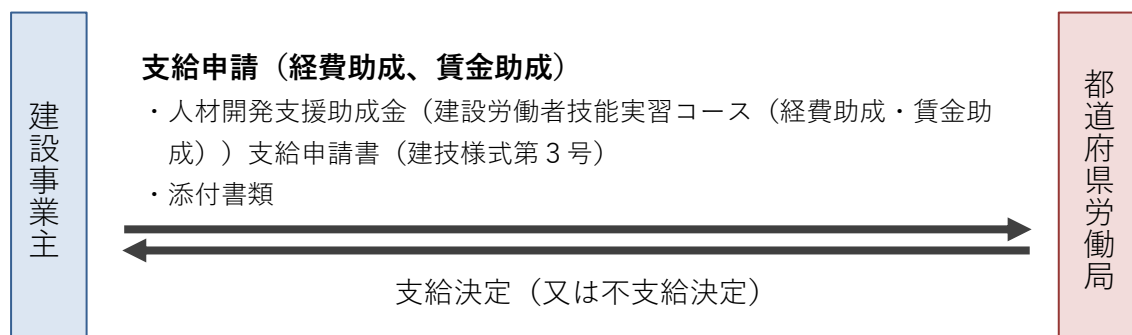 建設事業主
支給申請（経費助成、賃金助成）
・人材開発支援助成金（建設労働者技能実習コース（経費助成・賃金助
成））支給申請書（建技様式第３号）
・添付書類
支給決定（又は不支給決定）
都道府県労働局